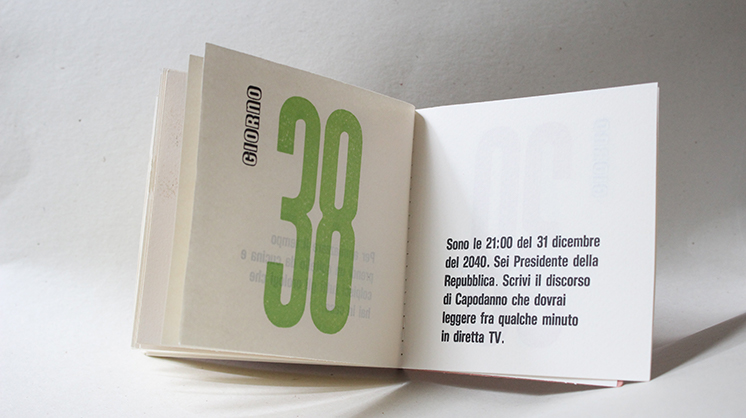 GIORNO
38
Sono le 21:00 del 31 dicembre
del 2040. Sei Presidente della
Repubblica. Scrivi il discorso
di Capodanno che dovrai
leggere fra qualche minuto
in diretta TV.